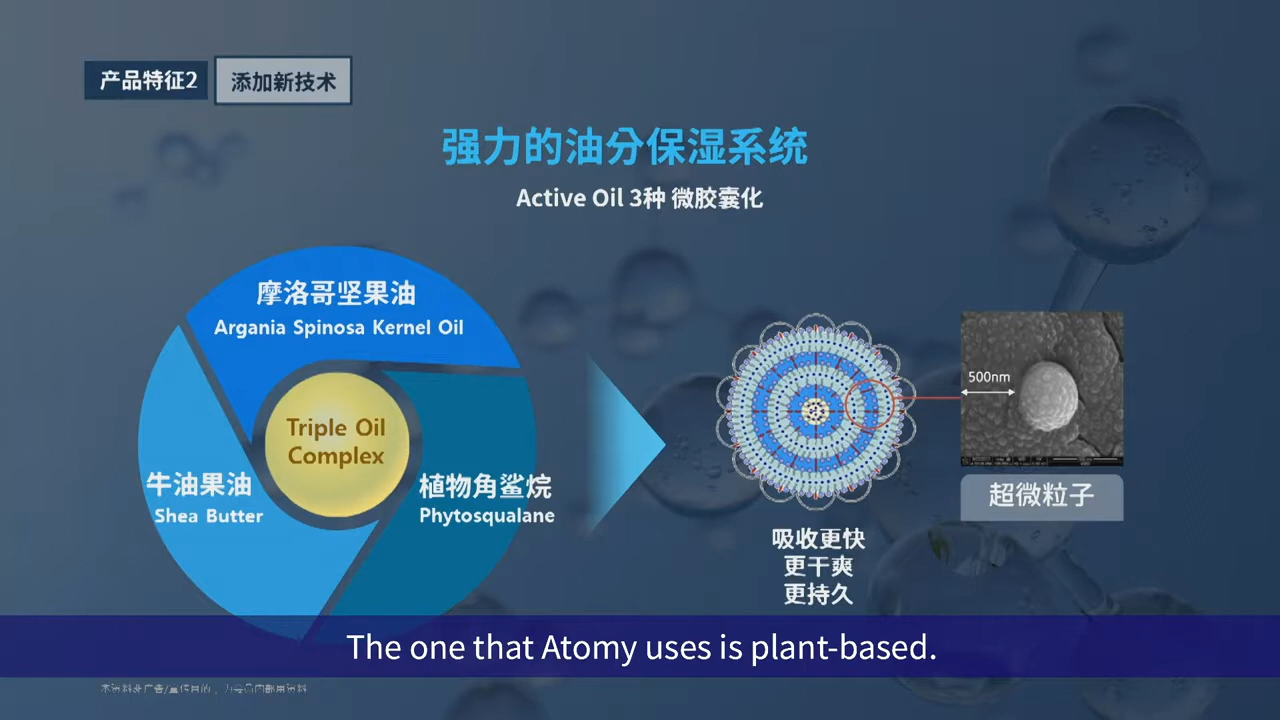 产品特征2
添加新技术
强力的油分保湿系统
Active Oil 3种 微胶囊化
摩洛哥坚果油
Argania Spinosa Kernel Oil
Triple Oil
Complex
牛油果油
Shea Butter
植物角鲨烷
Phytosqualane
500nm
超微粒子
吸收更快
更干爽
更持久
The one that Atomy uses is plant-based.